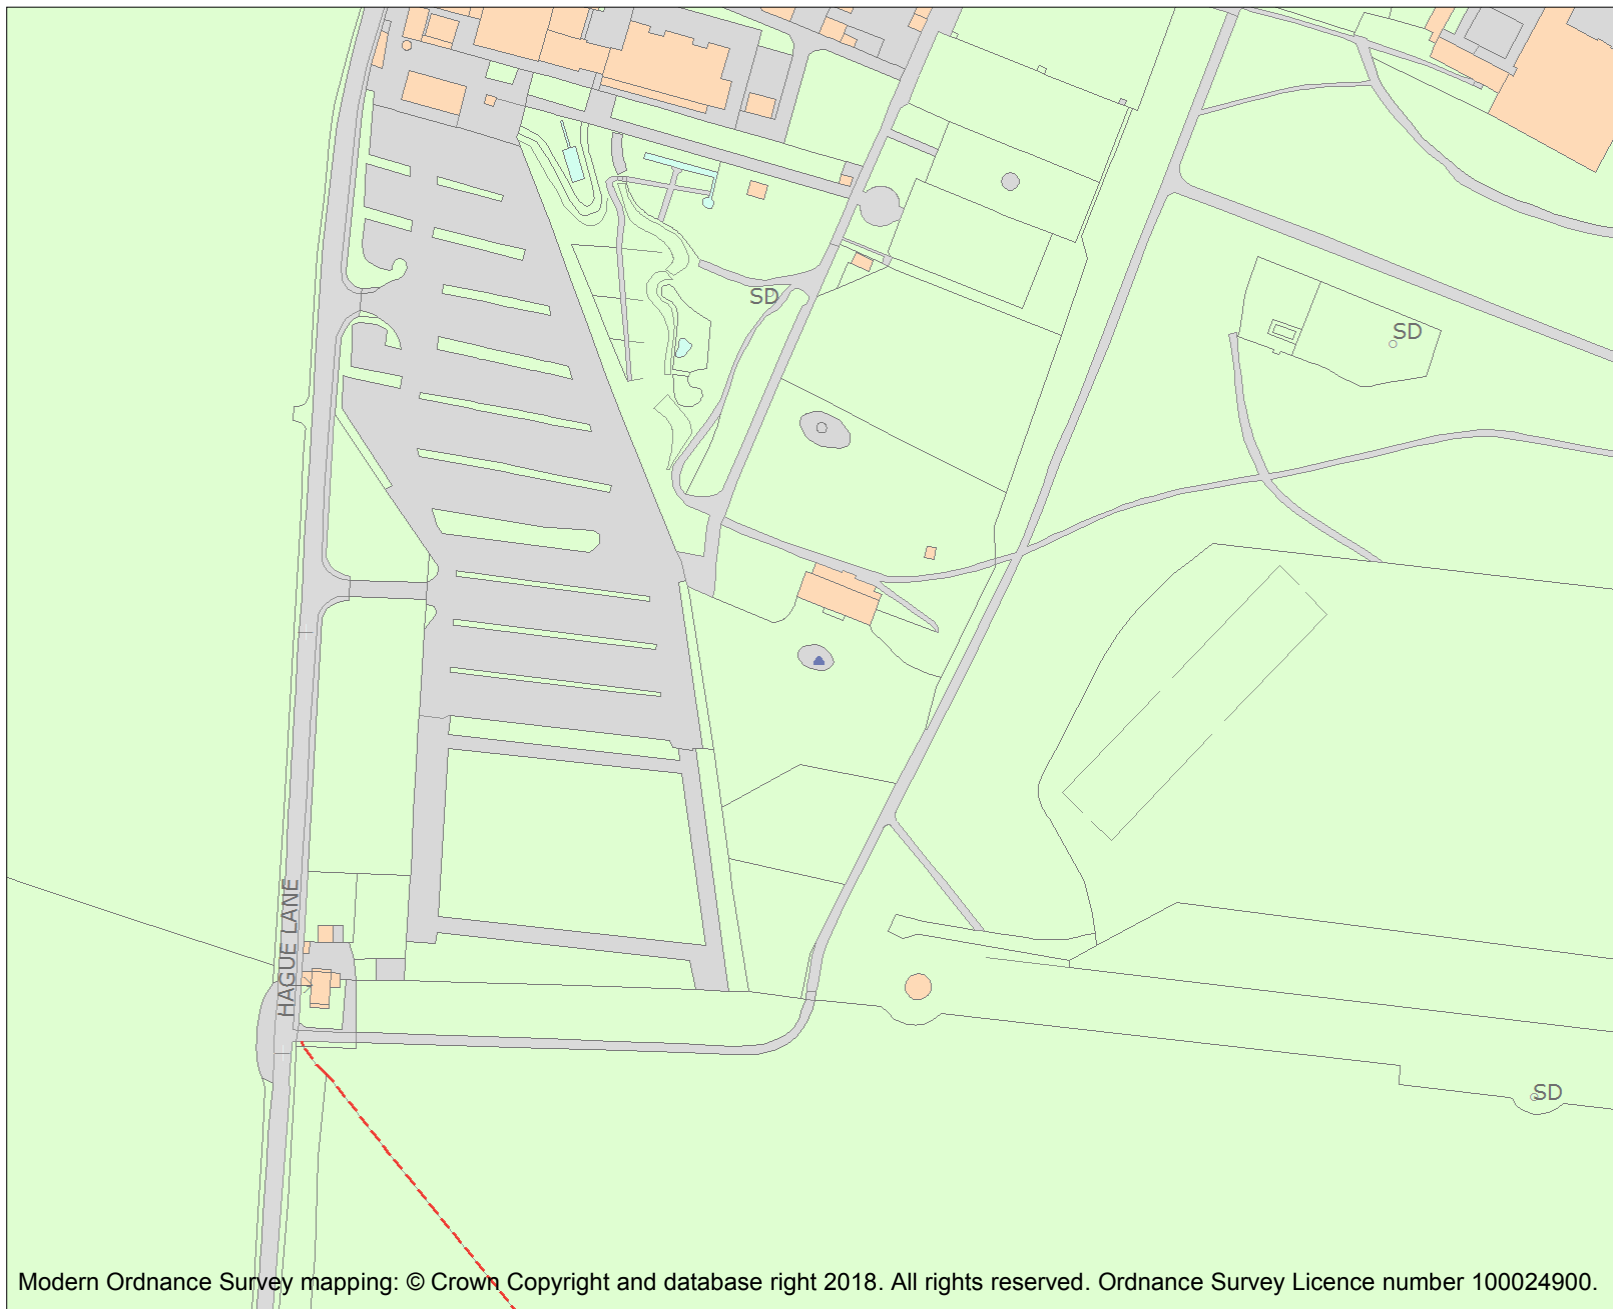 SD
SD
HAGUE LANE
SD
Modern Ordnance Survey mapping: © Crown Copyright and database right 2018. All rights reserved. Ordnance Survey Licence number 100024900.